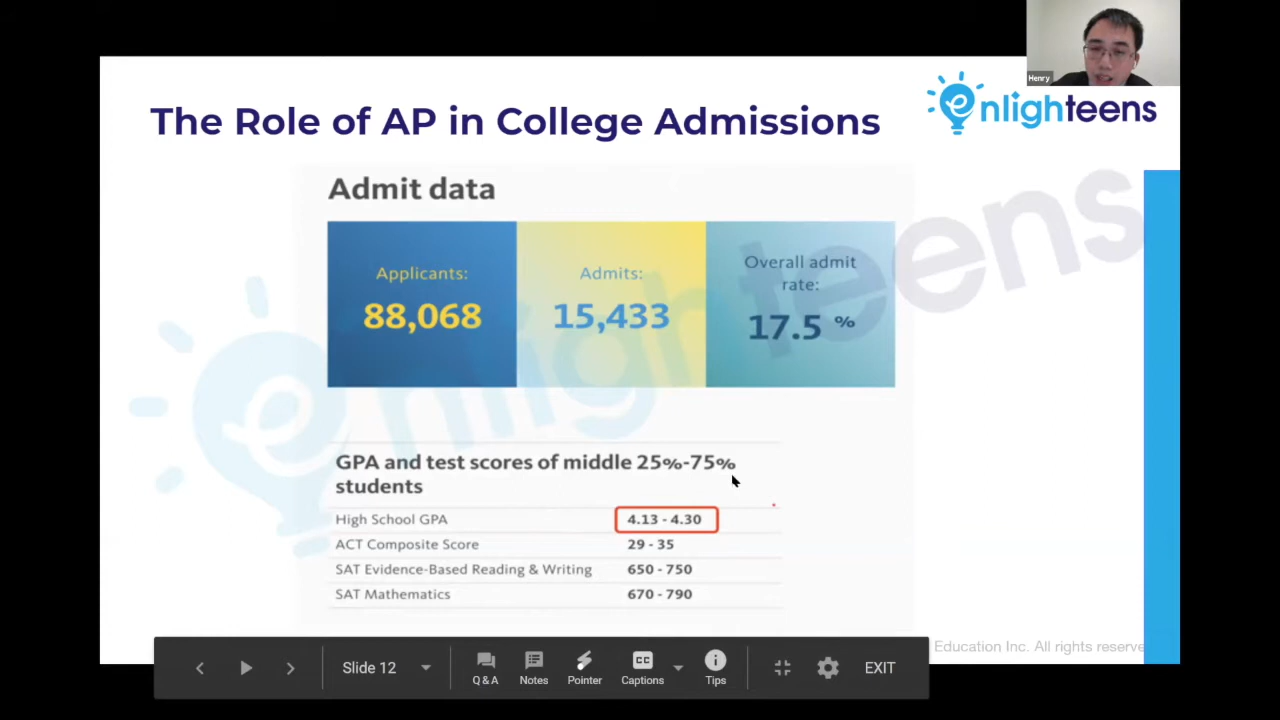 Henry
The Role of AP in College Admissions
enlighteens
Admit data
Applicants:
88,068
Admits:
15,433
Overall admit
rate:
17.5 %
enlighteens
GPA and test scores of middle 25%-75%
students
High School GPA 4.13 - 4.30
ACT Composite Score 29 - 35
SAT Evidence-Based Reading & Writing 650 - 750
SAT Mathematics 670 - 790
Education Inc. All rights reserve
Slide 12
CC
Q & A
Notes
Pointer
Captions
Tips
EXIT